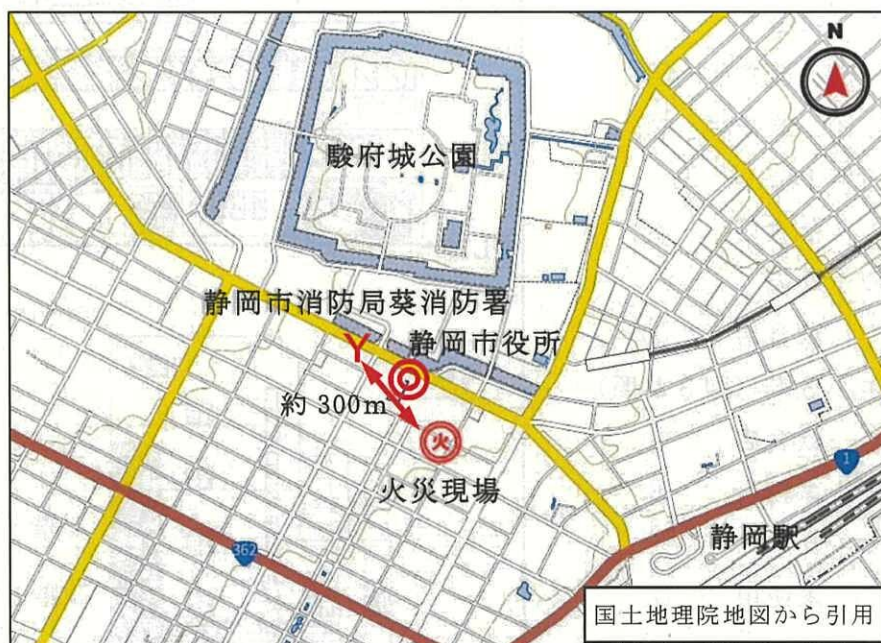 N
駿府城公園
静岡市消防局葵消防署
Y
静岡市役所
約 300m
火
火災現場
1
静岡駅
362
国土地理院地図から引用